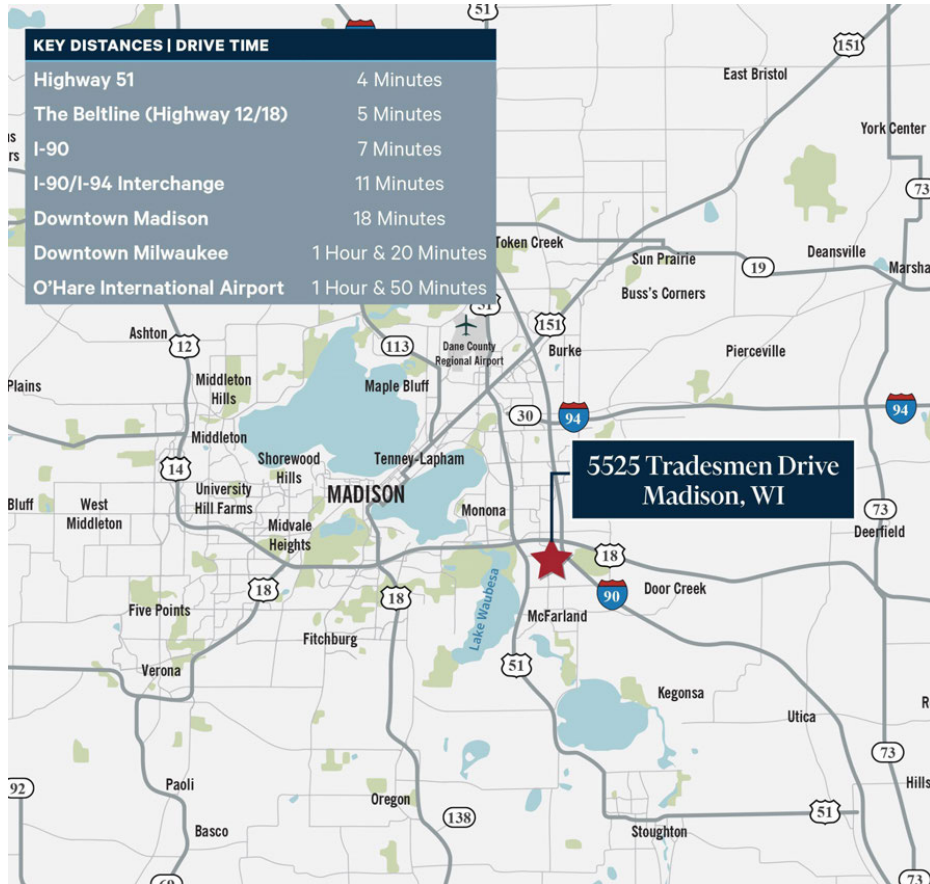 51
KEY DISTANCES | DRIVE TIME
Highway 51 4 Minutes
The Beltline (Highway 12/18) 5 Minutes
I-90 7 Minutes
I-90/I-94 Interchange 11 Minutes
Downtown Madison 18 Minutes
Downtown Milwaukee 1 Hour & 20 Minutes
O'Hare International Airport 1 Hour & 50 Minutes
151
East Bristol
York Center
73
Token Creek
Sun Prairie
19
Deansville
Marsha
Buss's Corners
51
151
Dane County
Regional Airport
Burke
Ashton
12
113
Pierceville
Plains
Middleton
Hills
Maple Bluff
30
94
94
Middleton
14
Shorewood
Hills
Tenney-Lapham
5525 Tradesmen Drive
Madison, WI
Bluff
West
Middleton
University
Hill Farms
MADISON
Monona
73
Deerfield
Midvale
Heights
18
18
18
90
Door Creek
Lake Waubesa
Five Points
McFarland
Fitchburg
Verona
51
Kegonsa
Utica
R
73
Hills
92
Paoli
Oregon
138
51
Basco
Stoughton
69
73